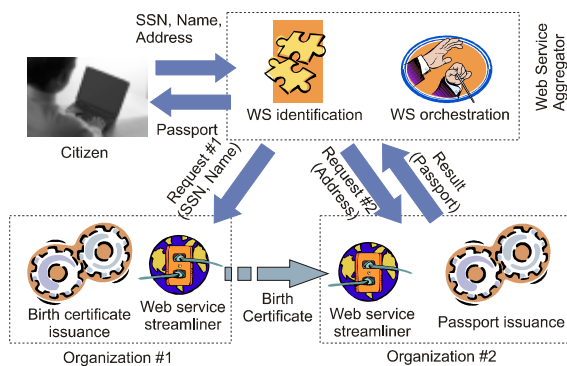 SSN, Name,
Address
Passport
Citizen
WS identification
WS orchestration
Web Service
Aggregator
Request #1
(SSN, Name)
Request #2
(Address)
Result
(Passport)
Birth certificate
issuance
Web service
streamliner
Birth
Certificate
Web service
streamliner
Passport issuance
Organization #1
Organization #2